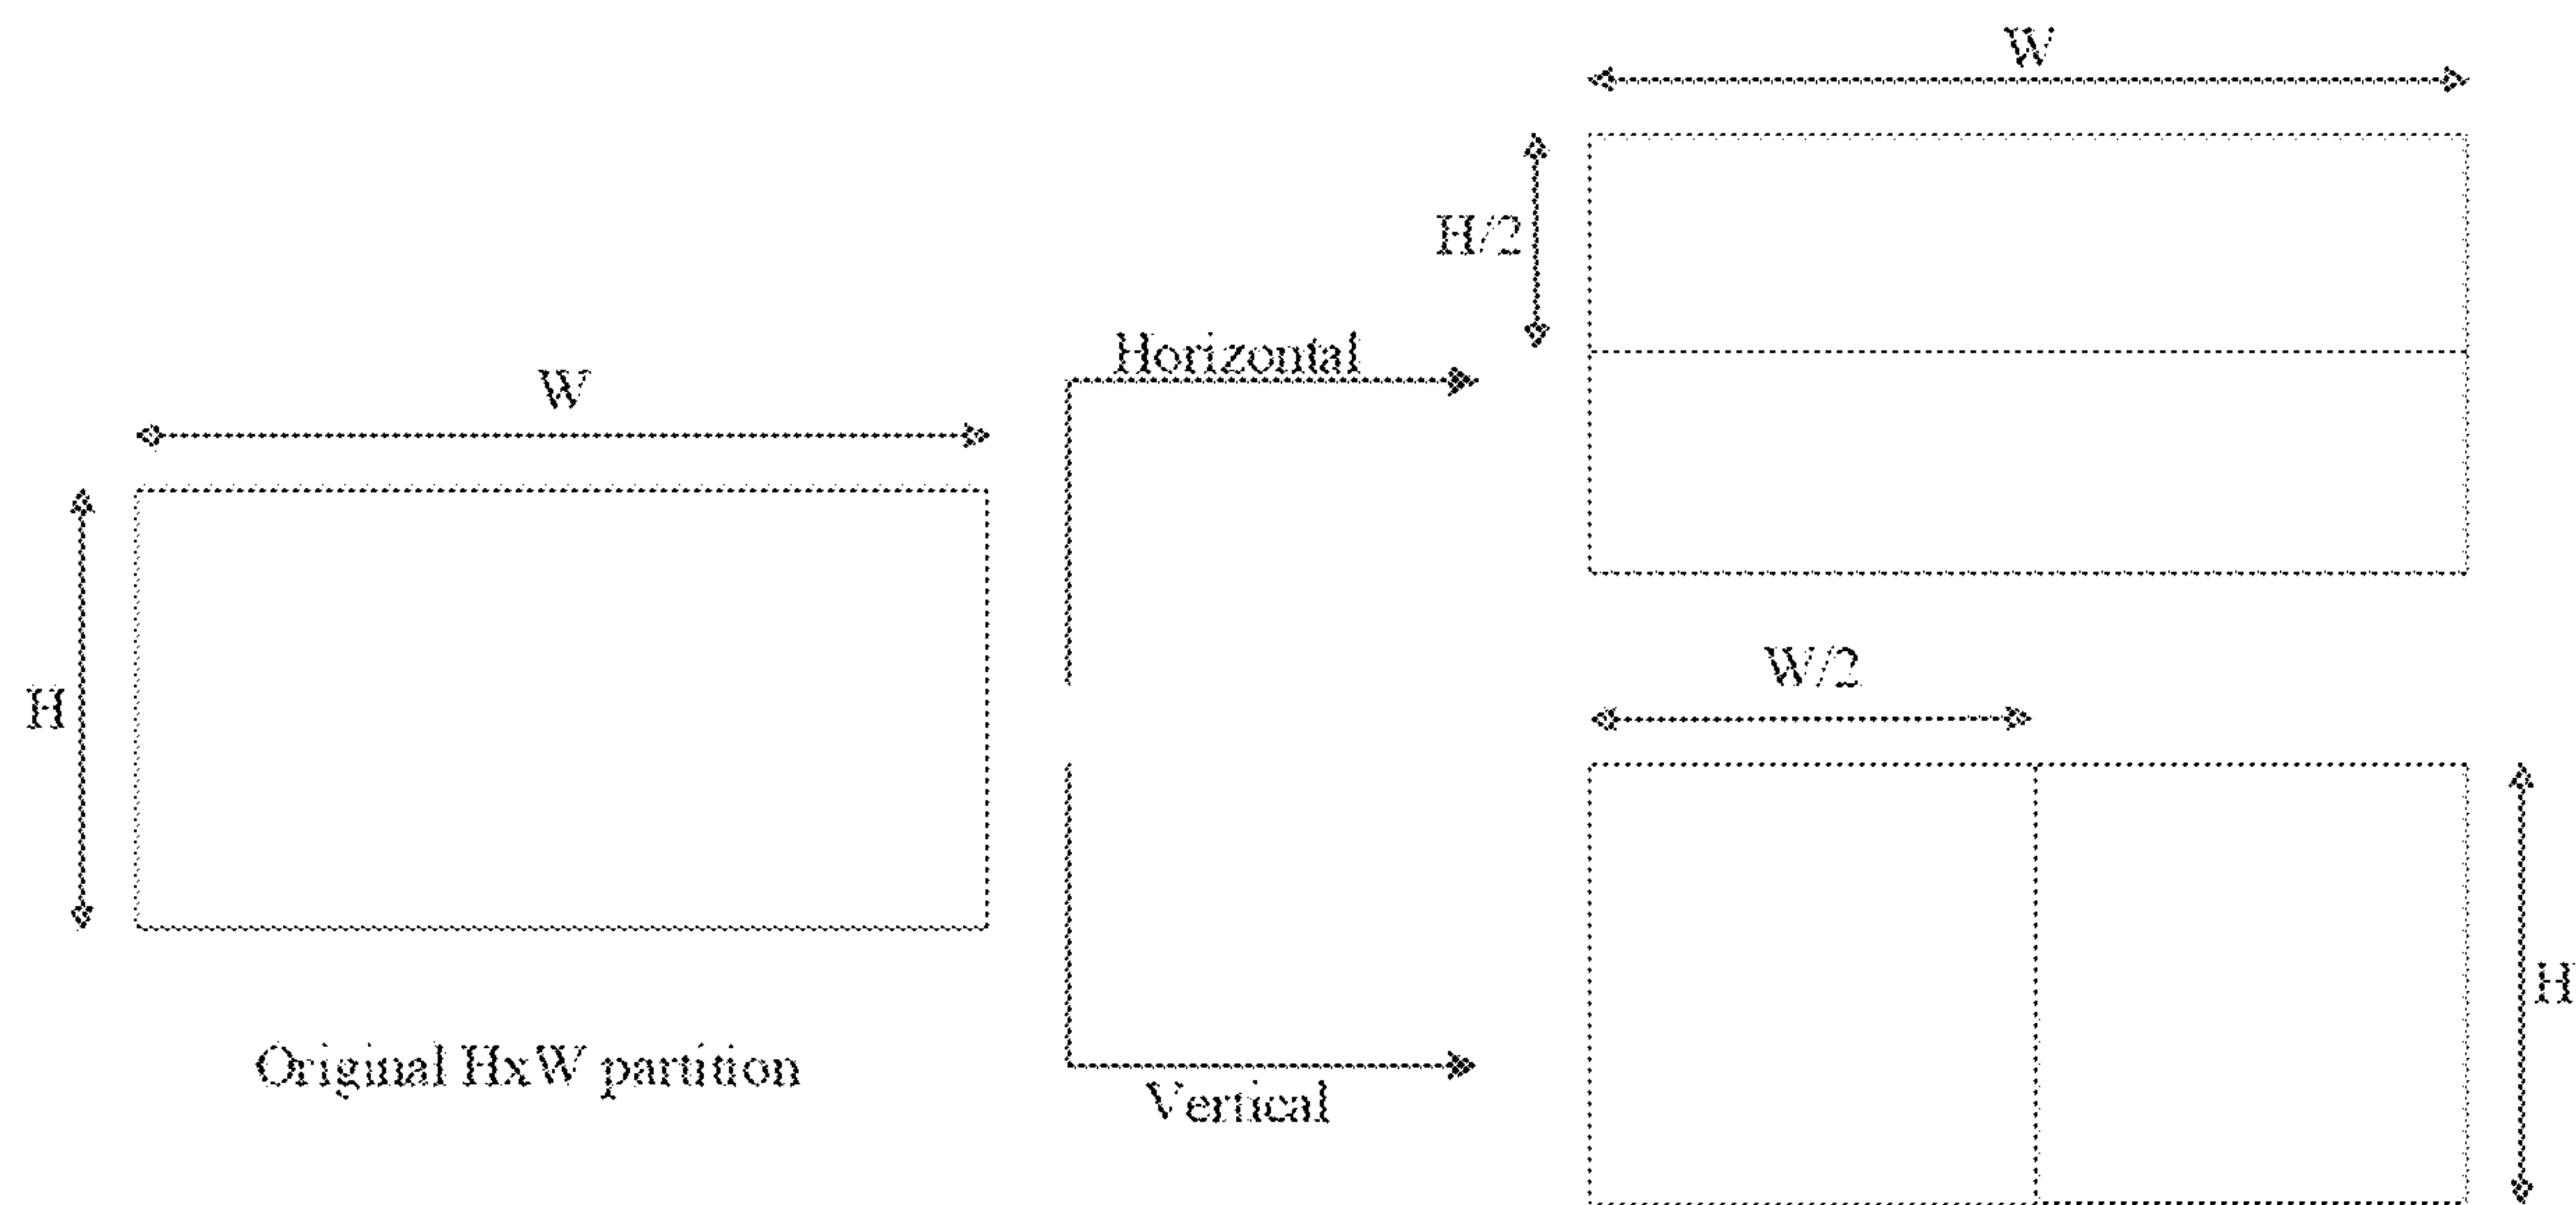 W
H/2
Horizontal
W
H
W/2
H
Original HxW partition
Vertical